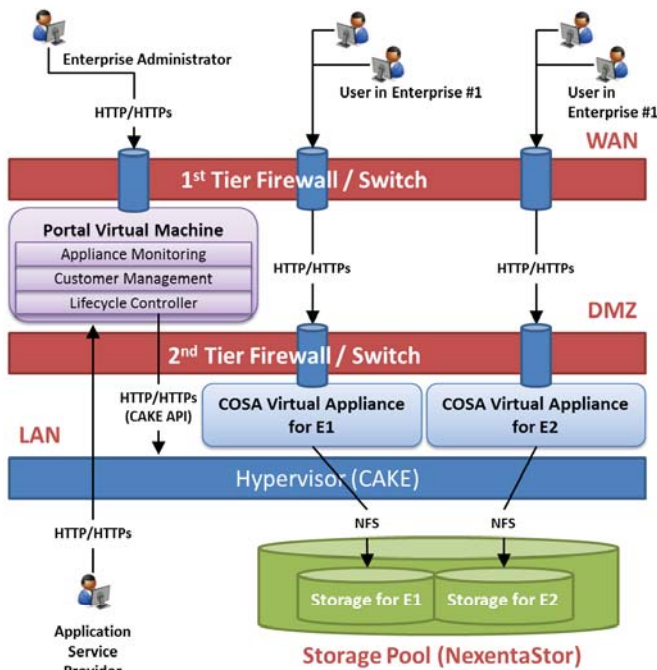 Enterprise Administrator
HTTP/HTTPs
User in Enterprise #1
User in
Enterprise #1
WAN
1st Tier Firewall / Switch
Portal Virtual Machine
Appliance Monitoring
Customer Management
Lifecycle Controller
HTTP/HTTPs
HTTP/HTTPs
DMZ
2nd Tier Firewall / Switch
HTTP/HTTPs
(CAKE API)
COSA Virtual Appliance
for E1
COSA Virtual Appliance
for E2
LAN
Hypervisor (CAKE)
HTTP/HTTPs
NFS
NFS
Storage for E1
Storage for E2
Application
Service
Provider
Storage Pool (NexentaStor)